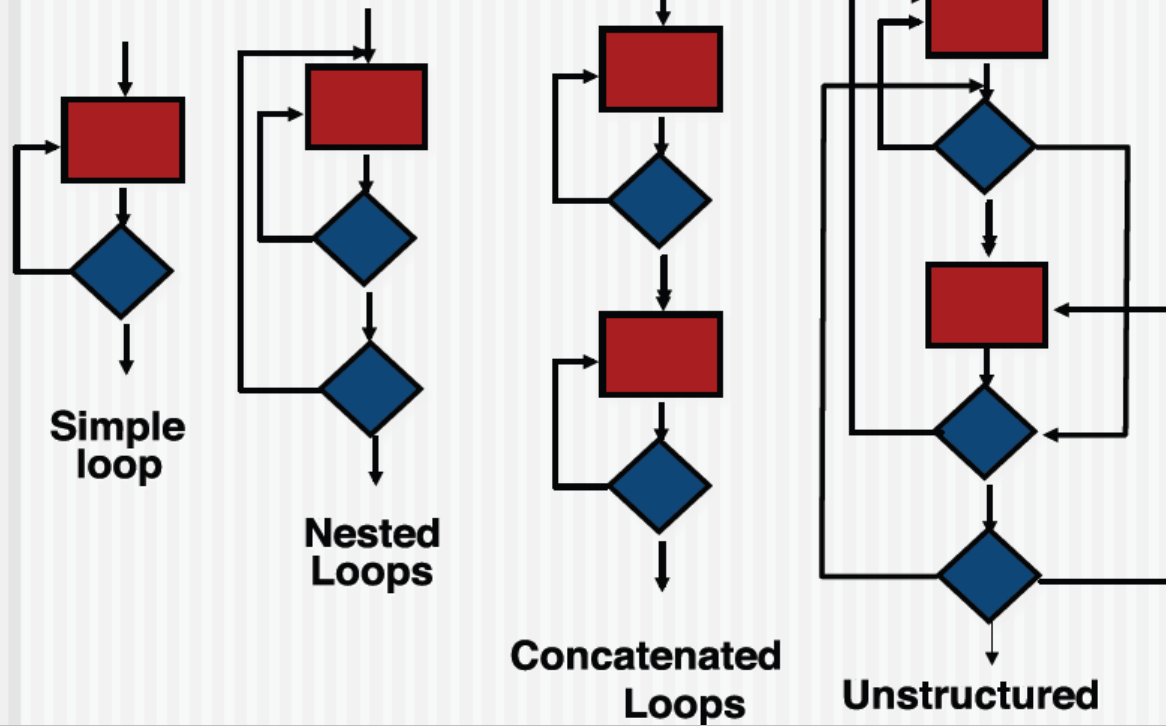 Simple
loop
Nested
Loops
Concatenated
Loops
Unstructured